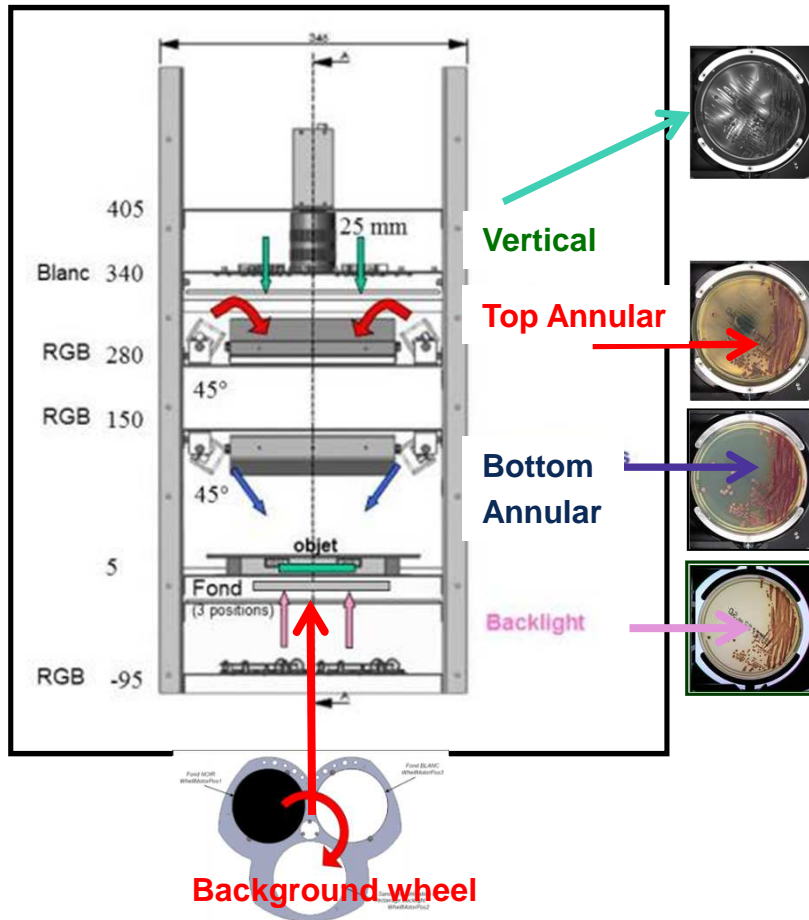 A
405
25 mm
Vertical
Blanc 340
Top Annular
RGB 280
45°
RGB 150
Bottom
Annular
45°
objet
5
Fond
(3 positions)
Backlight
RGB -95
A
Fond NOIR
WheelMotorPos1
Fond BLANC
WheelMotorPos3
Background wheel
WheelMotorPos2